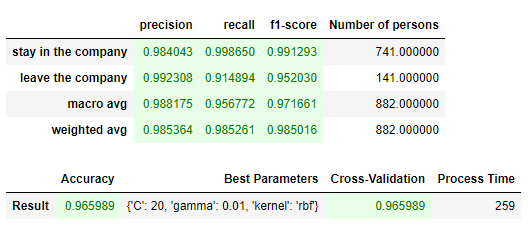 precision recall f1-score Number of persons
stay in the company 0.984043 0.998650 0.991293 741.000000
leave the company 0.992308 0.914894 0.952030 141.000000
macro avg 0.988175 0.956772 0.971661 882.000000
weighted avg 0.985364 0.985261 0.985016 882.000000
Accuracy Best Parameters Cross-Validation Process Time
Result 0.965989 {'C': 20, 'gamma': 0.01, 'kernel': 'rbf'} 0.965989 259